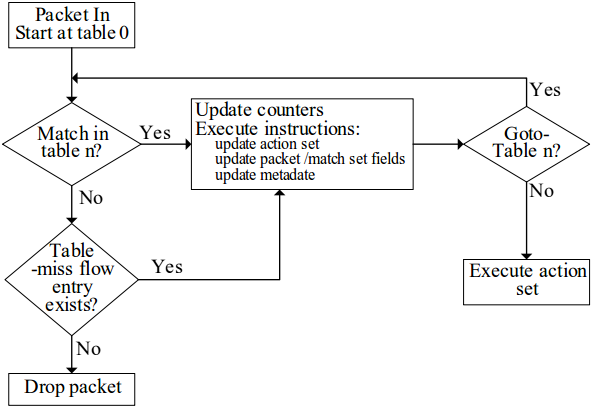 Packet In
Start at table 0
Yes
Update counters
Execute instructions:
update action set
update packet /match set fields
update metadate
Match in
table n?
Yes
Goto-
Table n?
No
No
Table
-miss flow
entry
exists?
Yes
Execute action
set
No
Drop packet